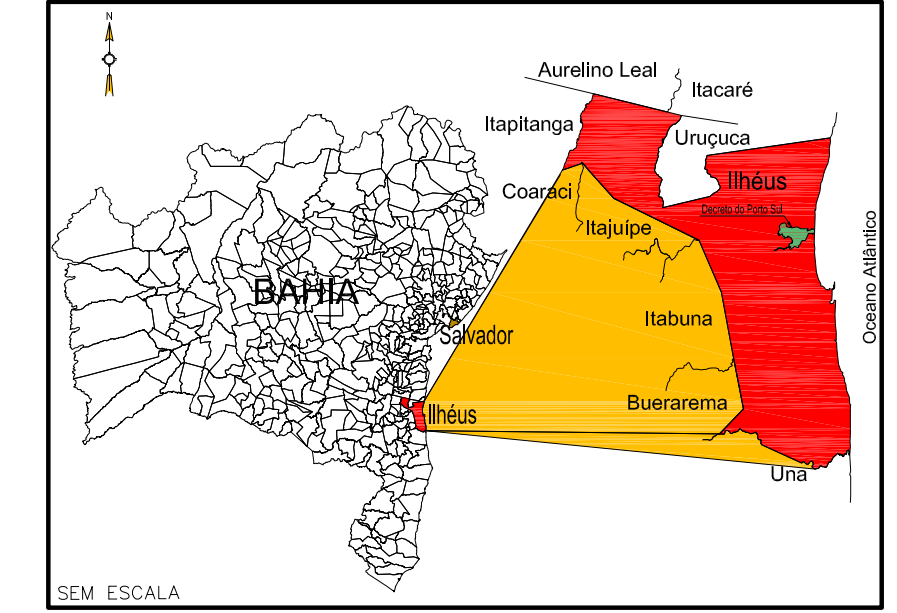 N
Aurelino Leal
Itacaré
Itapitanga
Uruçuca
Ilhéus
Coaraci
Decreto do Porto Sul
Itajuípe
Oceano Atlântico
BAHIA
Itabuna
Salvador
Buerarema
Ilhéus
Una
SEM ESCALA